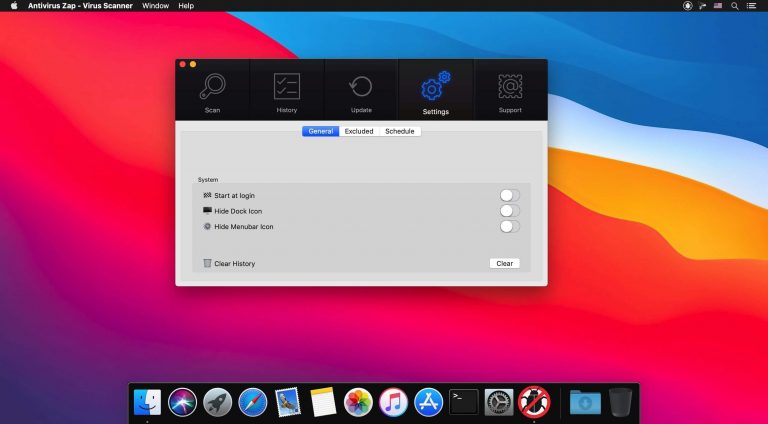 Antivirus Zap - Virus Scanner Window Help
Scan History Update Settings Support
General Excluded Schedule
System
Start at login
Hide Dock Icon
Hide Menubar Icon
Clear History Clear
>_